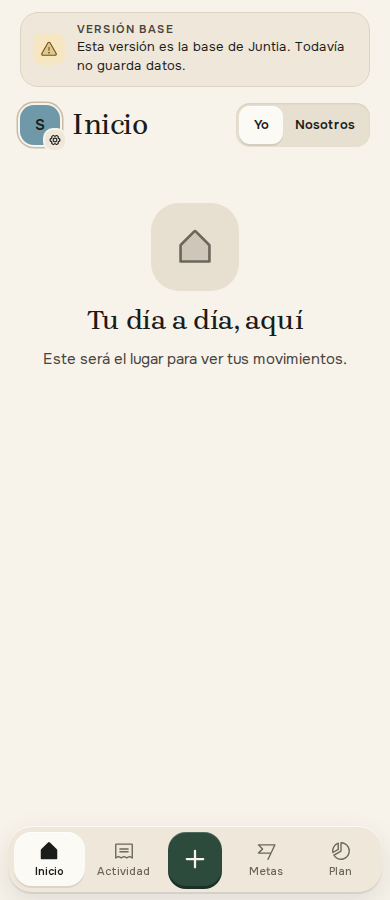 VERSIÓN BASE
Esta versión es la base de Juntia. Todavía
no guarda datos.
S
Inicio
Yo
Nosotros
Tu día a día, aquí
Este será el lugar para ver tus movimientos.
Inicio
Actividad
Metas
Plan